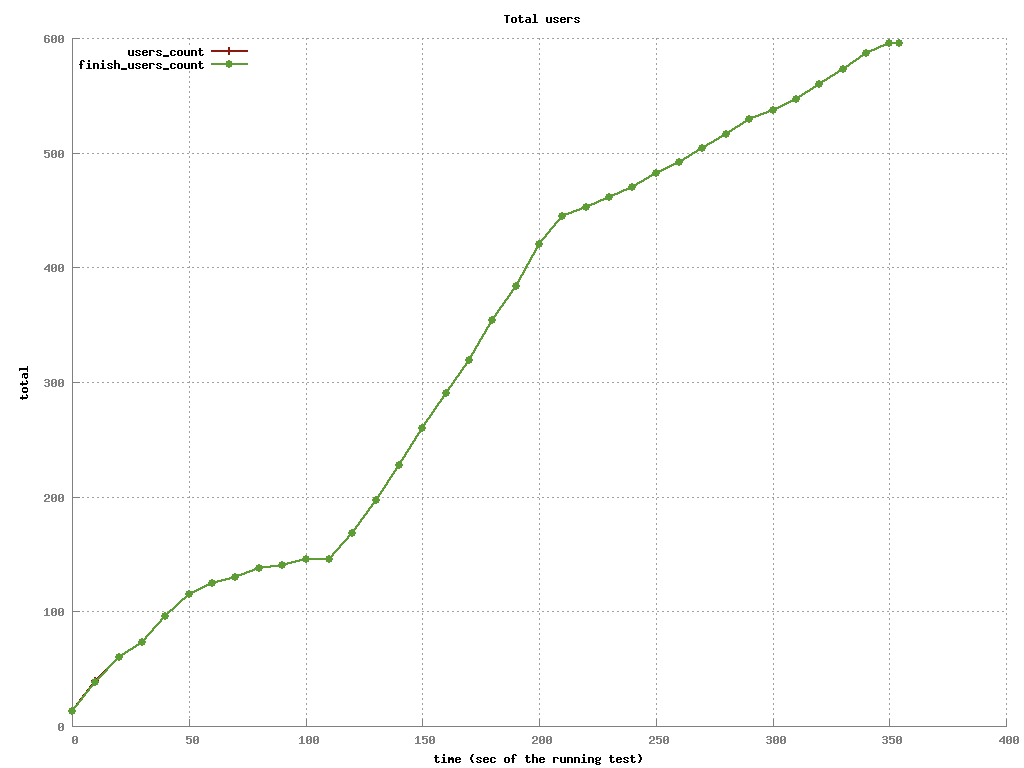 Total users
users_count
finish_users_count
600
500
400
300
200
100
0
total
0 50 100 150 200 250 300 350 400
time (sec of the running test)